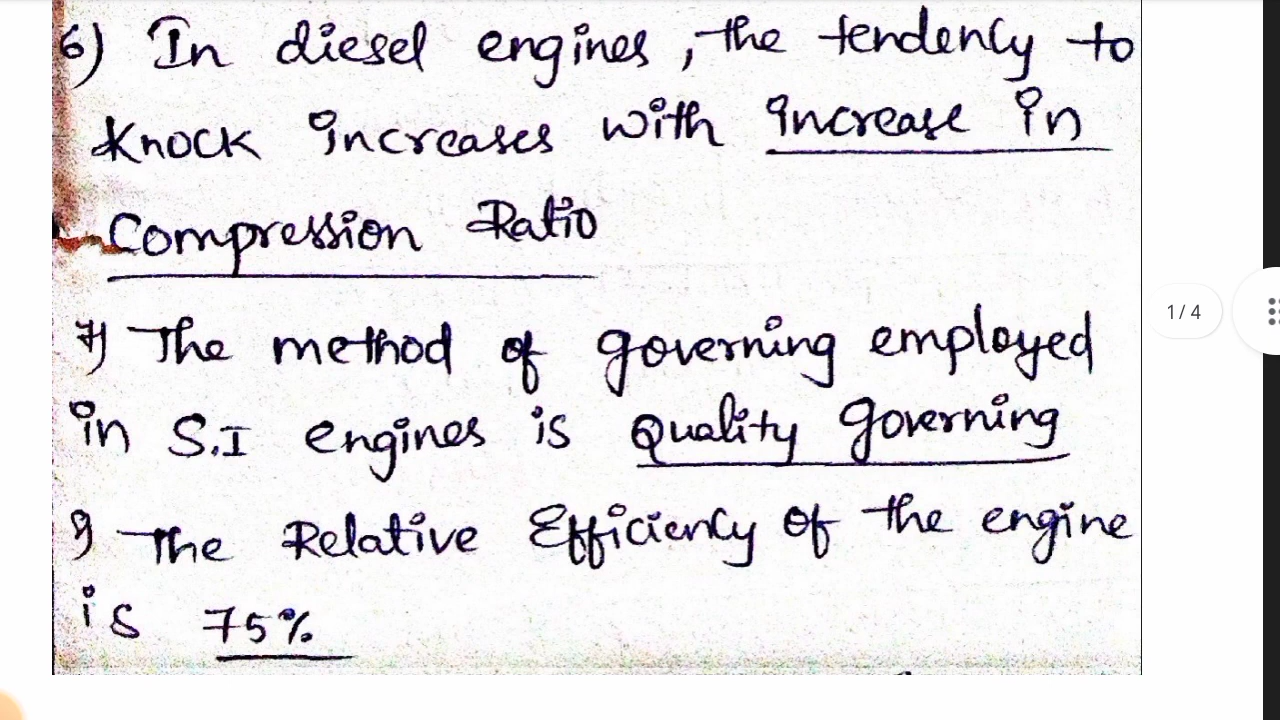 6) In diesel engines, the tendency to
Knock increases with increase in
Compression Ratio
7) The method of governing employed
in S.I engines is Quality Governing
9 The Relative Efficiency of the engine
is 75%
1/4